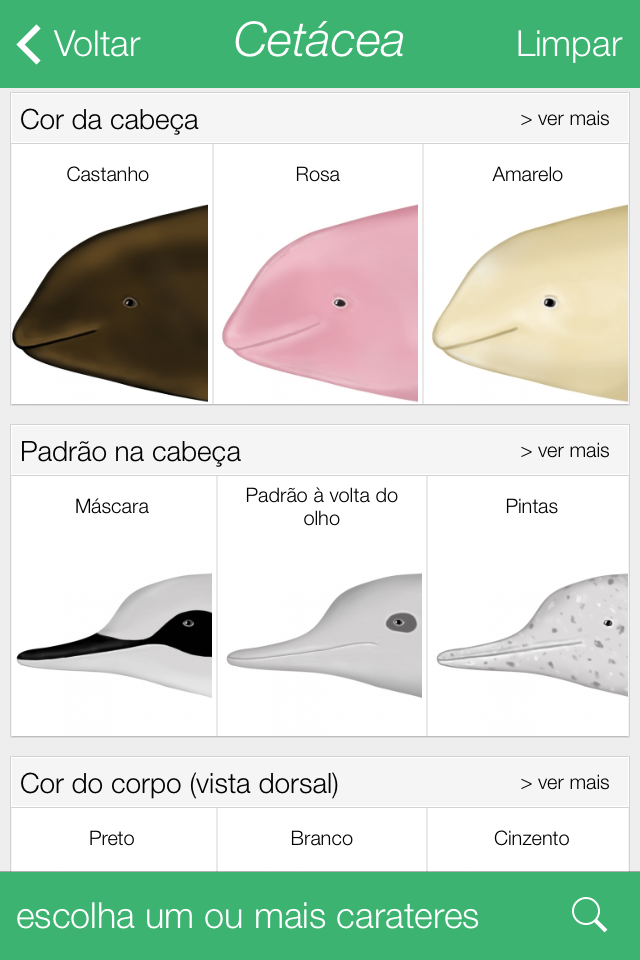 Voltar
Cetácea
Limpar
Cor da cabeça
> ver mais
Castanho
Rosa
Amarelo
Padrão na cabeça
> ver mais
Máscara
Padrão à volta do
olho
Pintas
Cor do corpo (vista dorsal)
> ver mais
Preto
Branco
Cinzento
escolha um ou mais carateres